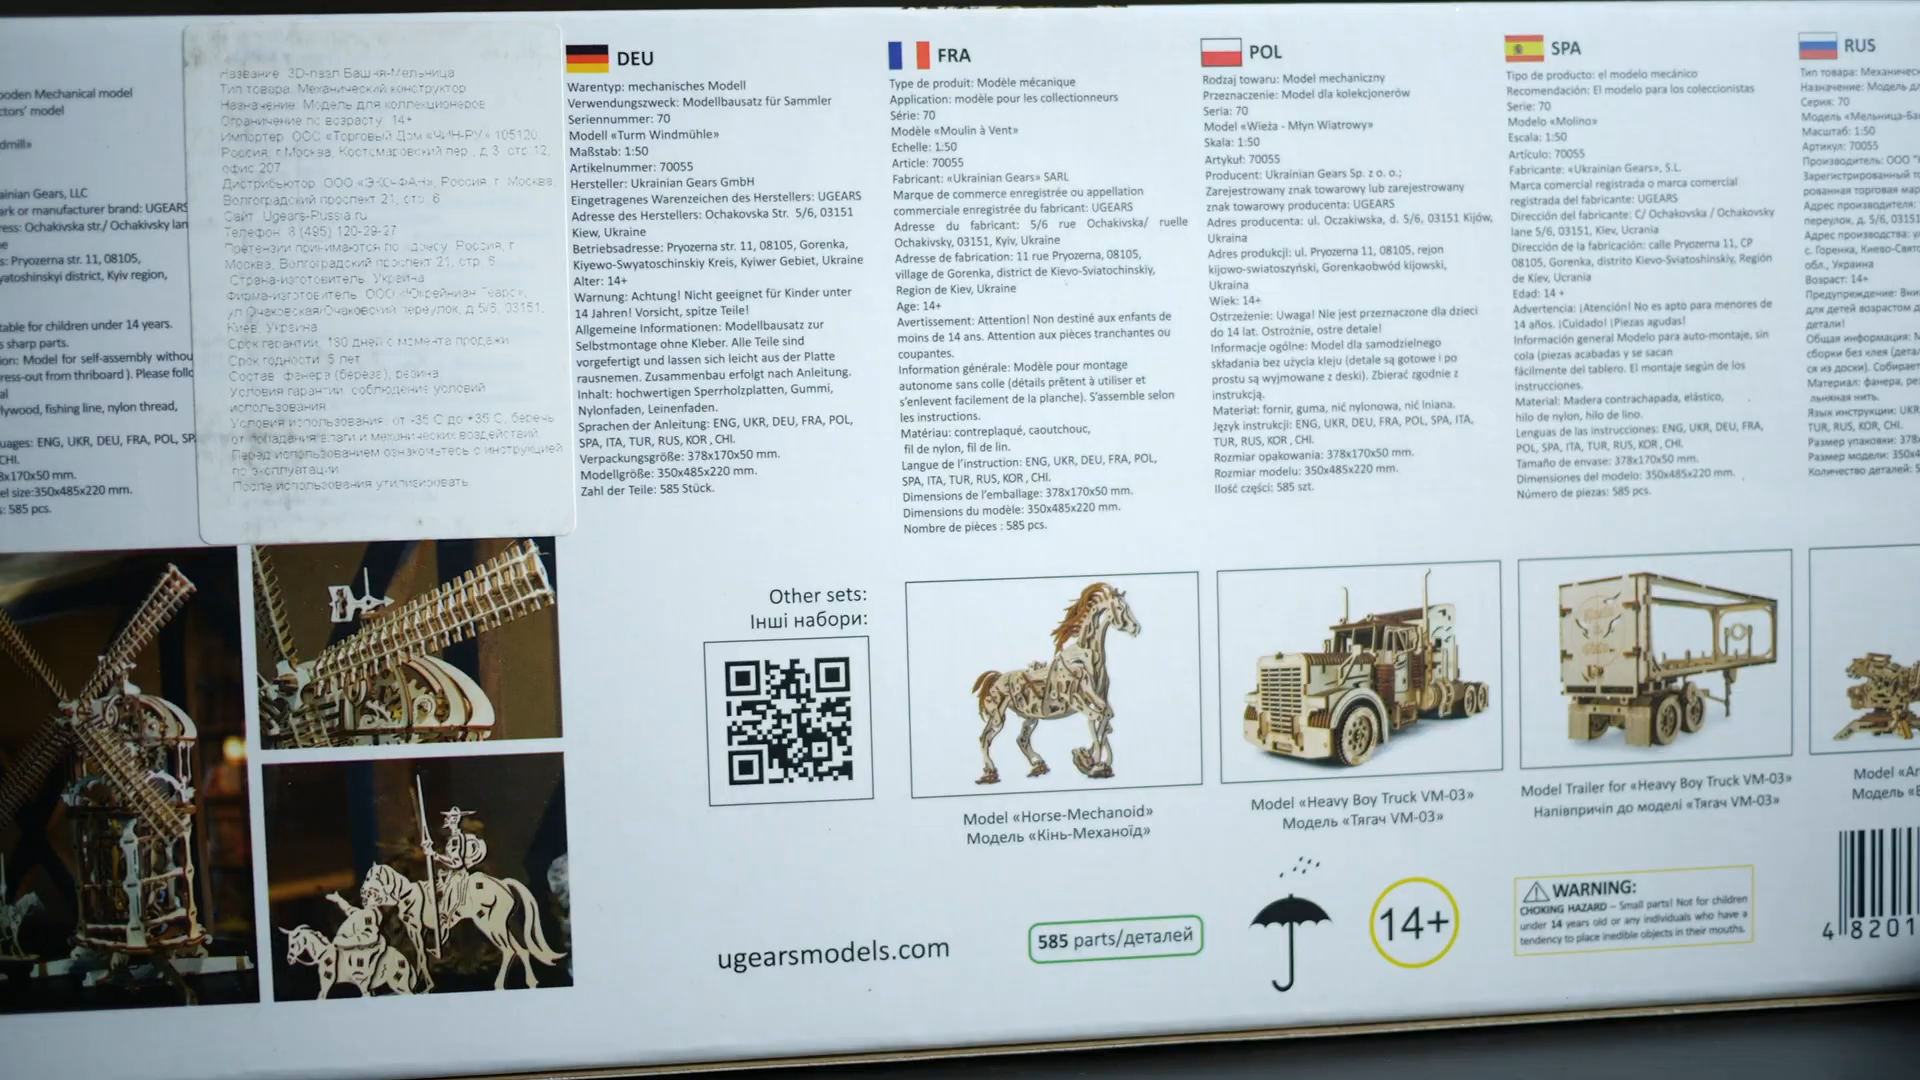 ooden Mechanical model
ctors' model
dmill»
ainian Gears, LLC
ark or manufacturer brand: UGEARS
ress: Ochakivska str./ Ochakivsky lan
ne
s: Pryozerna str. 11, 08105,
yatoshinskyi district, Kyiv region,
table for children under 14 years.
s sharp parts.
ion: Model for self-assembly withou
ress-out from thriboard ). Please follo
al
lywood, fishing line, nylon thread,
uages: ENG, UKR, DEU, FRA, POL, SP
CHI.
8x170x50 mm.
el size:350x485x220 mm.
: 585 pcs.
Название: 3D-пазл Башня-Мельница
Тип товара: Механический конструктор
Назначение: Модель для коллекционеров
Ограничение по возрасту: 14+
Импортер: ООО «Торговый Дом «ЧИН-РУ» 105120,
Россия, г.Москва, Костомаровский пер., д.3, стр.12,
офис 207
Дистрибьютор: ООО «ЭКО-ФАН», Россия, г. Москва,
Волгоградский проспект 21, стр. 6
Сайт: Ugears-Russia.ru
Телефон: 8 (495) 120-29-27
Претензии принимаются по адресу: Россия, г.
Москва, Волгоградский проспект 21, стр. 6
Страна-изготовитель: Украина
Фирма-изготовитель: ООО «Юкрейниан Геарс»,
ул.Очаковская/Очаковский переулок, д.5/6, 03151,
Киев, Украина
Срок гарантии: 180 дней с момента продажи
Срок годности: 5 лет
Состав: фанера (береза), резина
Условия гарантии: соблюдение условий
использования
Условия использования: от -35 С до +35 С, беречь
от попадания влаги и механических воздействий
Перед использованием ознакомьтесь с инструкцией
по эксплуатации
После использования утилизировать
DEU
Warentyp: mechanisches Modell
Verwendungszweck: Modellbausatz für Sammler
Seriennummer: 70
Modell «Turm Windmühle»
Maßstab: 1:50
Artikelnummer: 70055
Hersteller: Ukrainian Gears GmbH
Eingetragenes Warenzeichen des Herstellers: UGEARS
Adresse des Herstellers: Ochakovska Str. 5/6, 03151
Kiew, Ukraine
Betriebsadresse: Pryozerna str. 11, 08105, Gorenka,
Kiyewo-Swyatoschinskiy Kreis, Kyiwer Gebiet, Ukraine
Alter: 14+
Warnung: Achtung! Nicht geeignet für Kinder unter
14 Jahren! Vorsicht, spitze Teile!
Allgemeine Informationen: Modellbausatz zur
Selbstmontage ohne Kleber. Alle Teile sind
vorgefertigt und lassen sich leicht aus der Platte
rausnemen. Zusammenbau erfolgt nach Anleitung.
Inhalt: hochwertigen Sperrholzplatten, Gummi,
Nylonfaden, Leinenfaden.
Sprachen der Anleitung: ENG, UKR, DEU, FRA, POL,
SPA, ITA, TUR, RUS, KOR , CHI.
Verpackungsgröße: 378x170x50 mm.
Modellgröße: 350x485x220 mm.
Zahl der Teile: 585 Stück.
FRA
Type de produit: Modèle mécanique
Application: modèle pour les collectionneurs
Série: 70
Modèle «Moulin à Vent»
Echelle: 1:50
Article: 70055
Fabricant: «Ukrainian Gears» SARL
Marque de commerce enregistrée ou appellation
commerciale enregistrée du fabricant: UGEARS
Adresse du fabricant: 5/6 rue Ochakivska/ ruelle
Ochakivsky, 03151, Kyiv, Ukraine
Adresse de fabrication: 11 rue Pryozerna, 08105,
village de Gorenka, district de Kievo-Sviatochinskiy,
Region de Kiev, Ukraine
Age: 14+
Avertissement: Attention! Non destiné aux enfants de
moins de 14 ans. Attention aux pièces tranchantes ou
coupantes.
Information générale: Modèle pour montage
autonome sans colle (détails prêtent à utiliser et
s'enlevent facilement de la planche). S'assemble selon
les instructions.
Matériau: contreplaqué, caoutchouc,
fil de nylon, fil de lin.
Langue de l'instruction: ENG, UKR, DEU, FRA, POL,
SPA, ITA, TUR, RUS, KOR , CHI.
Dimensions de l'emballage: 378x170x50 mm.
Dimensions du modèle: 350x485x220 mm.
Nombre de pièces : 585 pcs.
POL
Rodzaj towaru: Model mechaniczny
Przeznaczenie: Model dla kolekcjonerów
Seria: 70
Model «Wieża - Młyn Wiatrowy»
Skala: 1:50
Artykuł: 70055
Producent: Ukrainian Gears Sp. z o. o.;
Zarejestrowany znak towarowy lub zarejestrowany
znak towarowy producenta: UGEARS
Adres producenta: ul. Oczakiwska, d. 5/6, 03151 Kijów,
Ukraina
Adres produkcji: ul. Pryozerna 11, 08105, rejon
kijowo-swiatoszyński, Gorenkaobwód kijowski,
Ukraina
Wiek: 14+
Ostrzeżenie: Uwaga! Nie jest przeznaczone dla dzieci
do 14 lat. Ostrożnie, ostre detale!
Informacje ogólne: Model dla samodzielnego
składania bez użycia kleju (detale są gotowe i po
prostu są wyjmowane z deski). Zbierać zgodnie z
instrukcją.
Materiał: fornir, guma, nić nylonowa, nić lniana.
Język instrukcji: ENG, UKR, DEU, FRA, POL, SPA, ITA,
TUR, RUS, KOR , CHI.
Rozmiar opakowania: 378x170x50 mm.
Rozmiar modelu: 350x485x220 mm.
Ilość części: 585 szt.
SPA
Tipo de producto: el modelo mecánico
Recomendación: El modelo para los coleccionistas
Serie: 70
Modelo «Molino»
Escala: 1:50
Artículo: 70055
Fabricante: «Ukrainian Gears», S.L.
Marca comercial registrada o marca comercial
registrada del fabricante: UGEARS
Dirección del fabricante: C/ Ochakovska / Ochakovsky
lane 5/6, 03151, Kiev, Ucrania
Dirección de la fabricación: calle Pryozerna 11, CP
08105, Gorenka, distrito Kievo-Sviatoshinskiy, Región
de Kiev, Ucrania
Edad: 14 +
Advertencia: ¡Atención! No es apto para menores de
14 años. ¡Cuidado! ¡Piezas agudas!
Información general Modelo para auto-montaje, sin
cola (piezas acabadas y se sacan
fácilmente del tablero. El montaje según de los
instrucciones.
Material: Madera contrachapada, elástico,
hilo de nylon, hilo de lino.
Lenguas de las instrucciones: ENG, UKR, DEU, FRA,
POL, SPA, ITA, TUR, RUS, KOR , CHI.
Tamaño de envase: 378x170x50 mm.
Dimensiones del modelo: 350x485x220 mm.
Número de piezas: 585 pcs.
RUS
Тип товара: Механическ
Назначение: Модель дл
Серия: 70
Модель «Мельница-Ба
Масштаб: 1:50
Артикул: 70055
Производитель: ООО "
Зарегистрированный т
рованная торговая мар
Адрес производителя:
переулок, д. 5/6, 03151
Адрес производства: у
с. Горенка, Киево-Свят
обл., Украина
Возраст: 14+
Предупреждение: Вни
для детей возрастом д
детали!
Общая информация: М
сборки без клея (дета
ся из доски). Собирает
Материал: фанера, ре
льняная нить.
Язык инструкции: UKR
TUR, RUS, KOR, CHI.
Размер упаковки: 378x
Размер модели: 350x4
Количество деталей: 5
Other sets:
Інші набори:
Model «Horse-Mechanoid»
Модель «Кінь-Механоїд»
Model «Heavy Boy Truck VM-03»
Модель «Тягач VM-03»
Model Trailer for «Heavy Boy Truck VM-03»
Напівпричіп до моделі «Тягач VM-03»
Model «Ar
Модель «
ugearsmodels.com
585 parts/деталей
14+
WARNING:
CHOKING HAZARD – Small parts! Not for children
under 14 years old or any individuals who have a
tendency to place inedible objects in their mouths.
4 8201